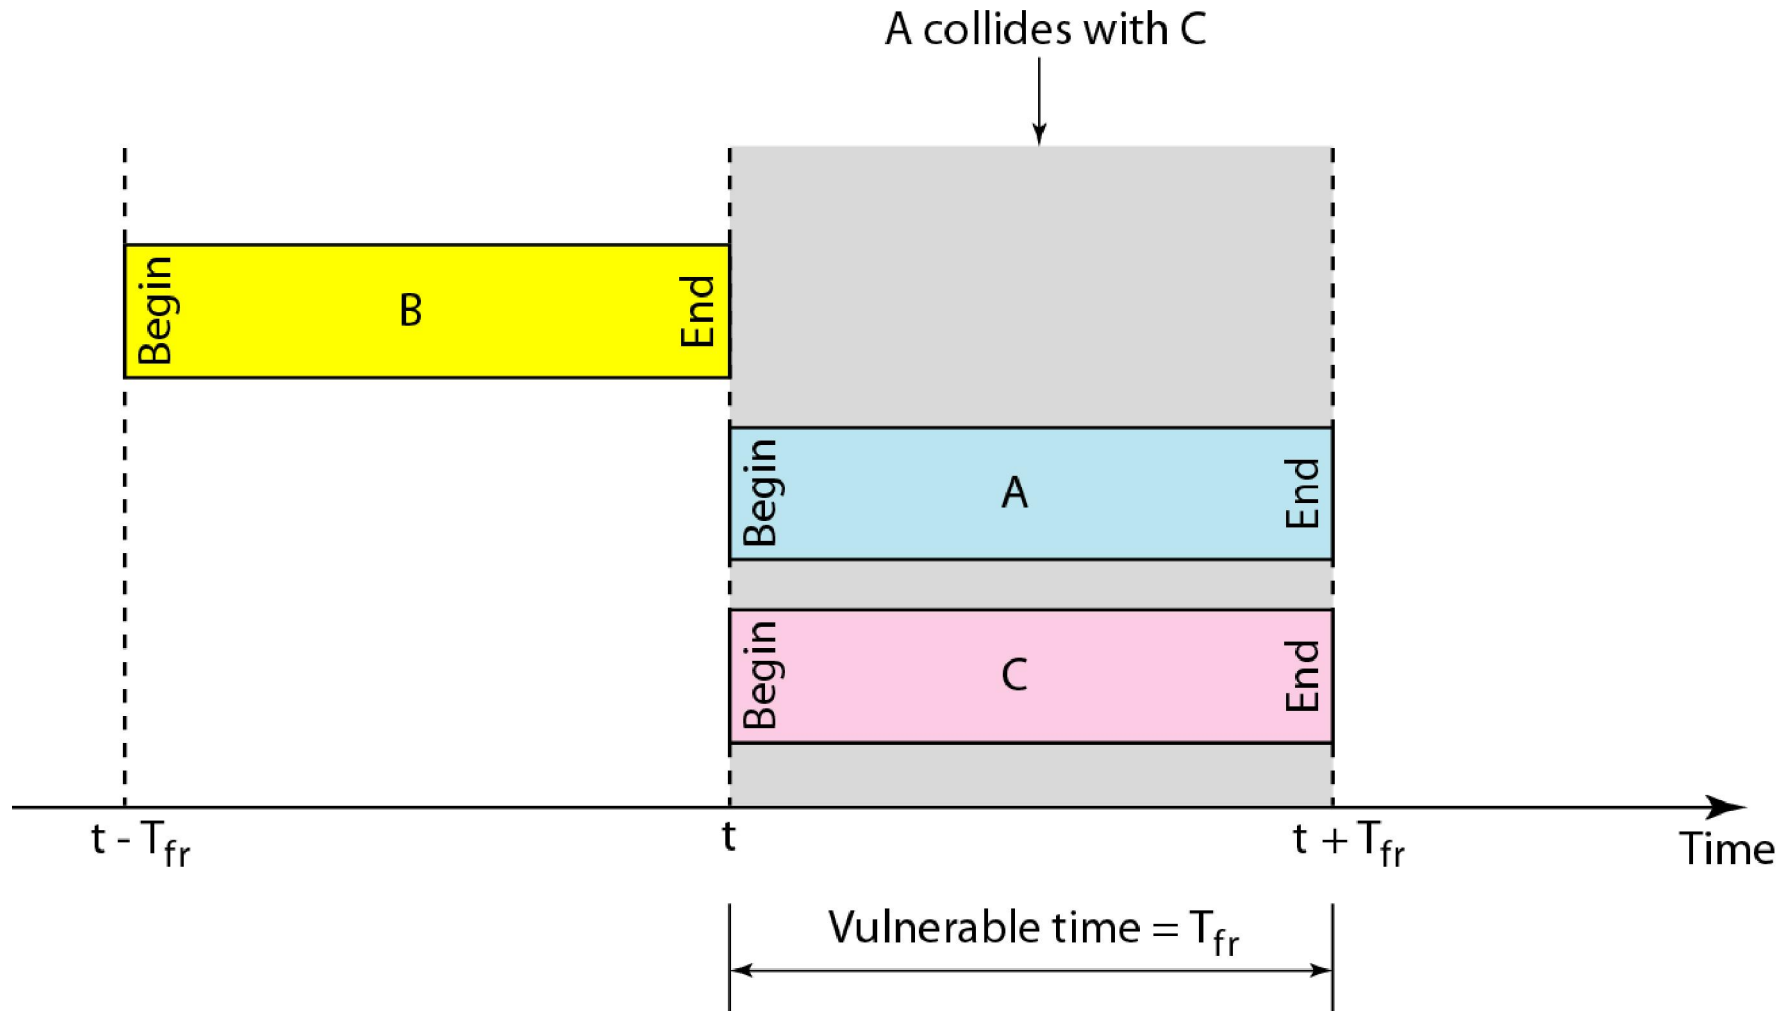 A collides with C
Begin
B
End
Begin
A
End
Begin
C
End
t - Tfr
t
t + Tfr
Time
Vulnerable time = Tfr